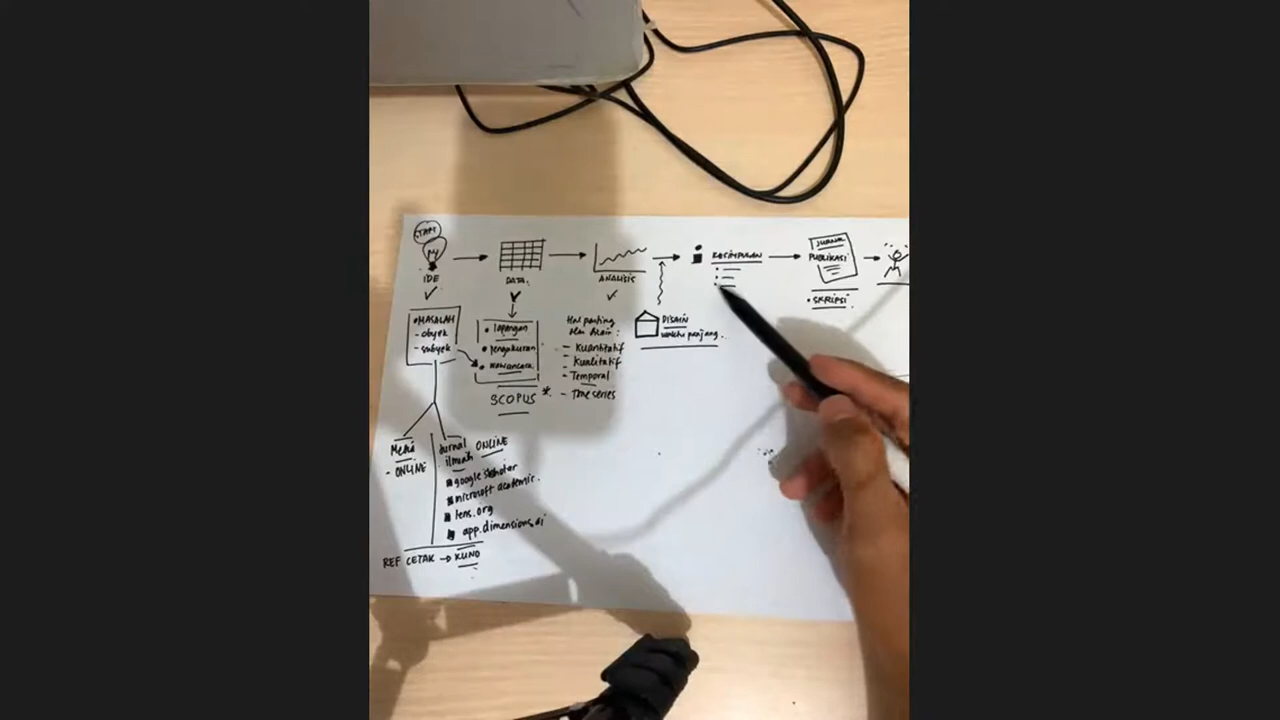 START
IDE
DATA
ANALISIS
KESIMPULAN
JURNAL
PUBLIKASI
• SKRIPSI
• MASALAH
- obyek
- subyek
• lapangan
• pengukuran
• wawancara
SCOPUS *
Hal penting
dlm disain :
- Kuantitatif
- Kualitatif
- Temporal
- Time series
DISAIN
waktu panjang.
Media
- ONLINE
Jurnal ONLINE
ilmiah
google scholar
microsoft academic.
lens.org
app.dimensions.ai
REF CETAK → KUNO